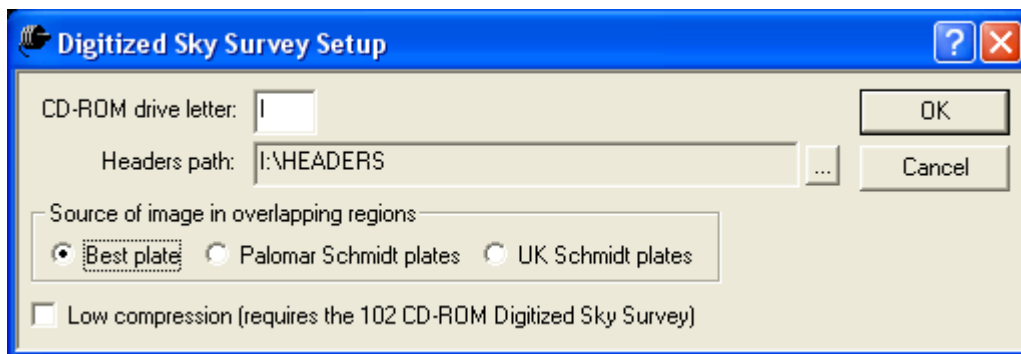 Digitized Sky Survey Setup
?
CD-ROM drive letter: I
OK
Headers path: I:\HEADERS ...
Cancel
Source of image in overlapping regions
Best plate Palomar Schmidt plates UK Schmidt plates
Low compression (requires the 102 CD-ROM Digitized Sky Survey)